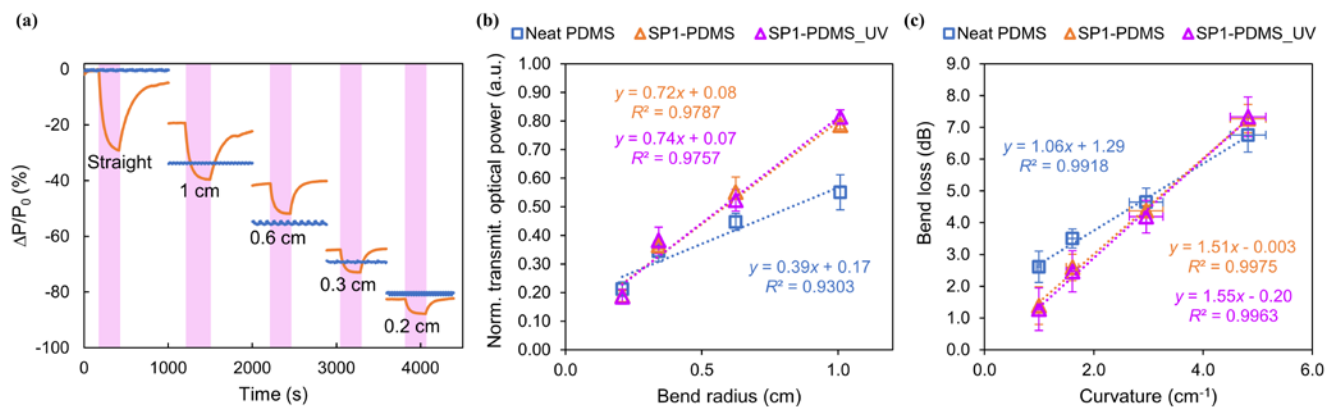 (a)
0
-20
-40
-60
-80
-100
ΔP/P₀ (%)
Straight
1 cm
0.6 cm
0.3 cm
0.2 cm
0 1000 2000 3000 4000
Time (s)
(b)
Neat PDMS SP1-PDMS SP1-PDMS_UV
Norm. transmit. optical power (a.u.)
1.00
0.90
0.80
0.70
0.60
0.50
0.40
0.30
0.20
0.10
0.00
y = 0.72x + 0.08
R² = 0.9787
y = 0.74x + 0.07
R² = 0.9757
y = 0.39x + 0.17
R² = 0.9303
0.0 0.5 1.0
Bend radius (cm)
(c)
Neat PDMS SP1-PDMS SP1-PDMS_UV
Bend loss (dB)
9.0
8.0
7.0
6.0
5.0
4.0
3.0
2.0
1.0
0.0
y = 1.06x + 1.29
R² = 0.9918
y = 1.51x - 0.003
R² = 0.9975
y = 1.55x - 0.20
R² = 0.9963
0.0 2.0 4.0 6.0
Curvature (cm⁻¹)